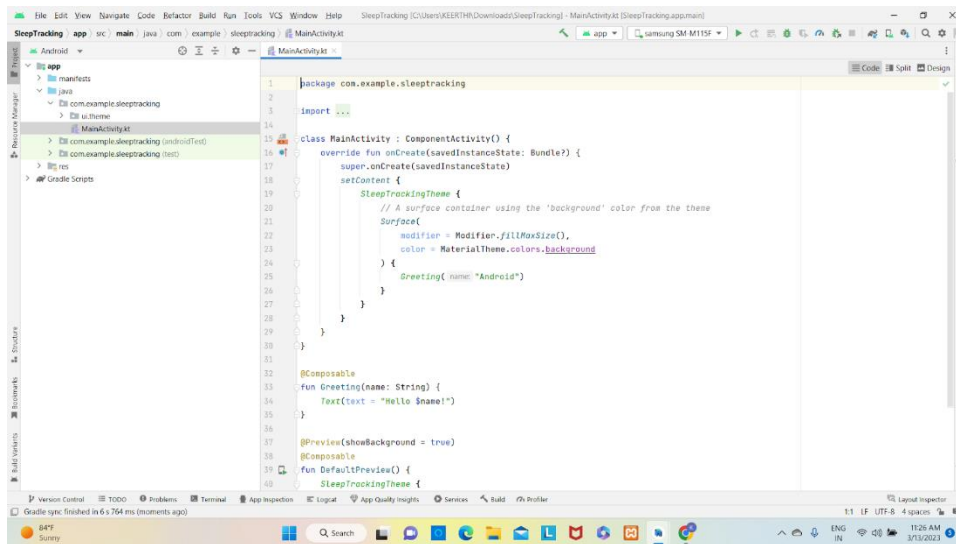 File Edit View Navigate Code Refactor Build Run Tools VCS Window Help SleepTracking [C:\Users\KEERTHI\Downloads\SleepTracking] - MainActivity.kt [SleepTracking.app.main]
SleepTracking app src main java com example sleeptracking MainActivity.kt app samsung SM-M115F
Project
Android
MainActivity.kt
Code Split Design
app
manifests
java
com.example.sleeptracking
ui.theme
MainActivity.kt
com.example.sleeptracking (androidTest)
com.example.sleeptracking (test)
res
Gradle Scripts
Resource Manager
1 package com.example.sleeptracking
2
3 import ...
14
15 class MainActivity : ComponentActivity() {
16 override fun onCreate(savedInstanceState: Bundle?) {
17 super.onCreate(savedInstanceState)
18 setContent {
19 SleepTrackingTheme {
20 // A surface container using the 'background' color from the theme
21 Surface(
22 modifier = Modifier.fillMaxSize(),
23 color = MaterialTheme.colors.background
24 ) {
25 Greeting( name: "Android")
26 }
27 }
28 }
29 }
30 }
31
32 @Composable
33 fun Greeting(name: String) {
34 Text(text = "Hello $name!")
35 }
36
37 @Preview(showBackground = true)
38 @Composable
39 fun DefaultPreview() {
40 SleepTrackingTheme {
Structure
Bookmarks
Build Variants
Version Control TODO Problems Terminal App Inspection Logcat App Quality Insights Services Build Profiler Layout Inspector
Gradle sync finished in 6 s 764 ms (moments ago) 1:1 LF UTF-8 4 spaces
84°F
Sunny
Search
ENG
IN
11:26 AM
3/13/2023